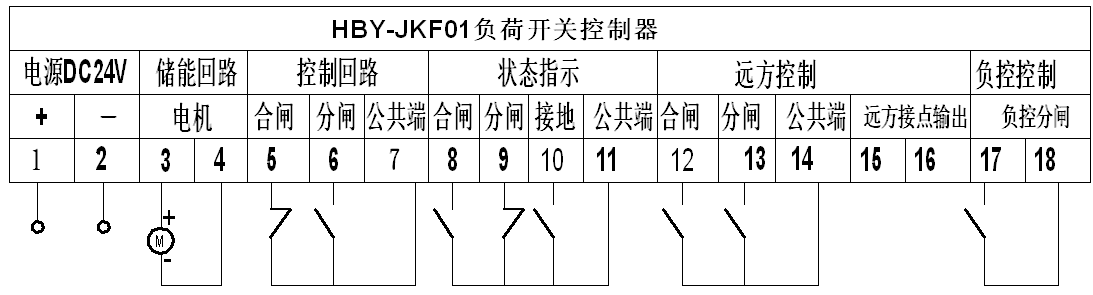 HBY-JKF01负荷开关控制器
电源DC24V 储能回路 控制回路 状态指示 远方控制 负控控制
+ − 电机 合闸 分闸 公共端 合闸 分闸 接地 公共端 合闸 分闸 公共端 远方接点输出 负控分闸
1 2 3 4 5 6 7 8 9 10 11 12 13 14 15 16 17 18
+
M
-